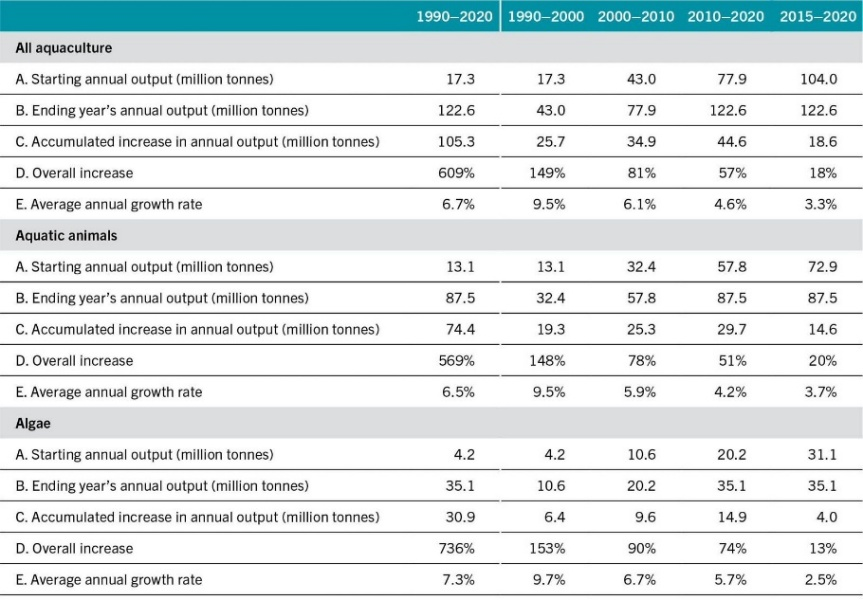 1990–2020 1990–2000 2000–2010 2010–2020 2015–2020
All aquaculture
A. Starting annual output (million tonnes) 17.3 17.3 43.0 77.9 104.0
B. Ending year's annual output (million tonnes) 122.6 43.0 77.9 122.6 122.6
C. Accumulated increase in annual output (million tonnes) 105.3 25.7 34.9 44.6 18.6
D. Overall increase 609% 149% 81% 57% 18%
E. Average annual growth rate 6.7% 9.5% 6.1% 4.6% 3.3%
Aquatic animals
A. Starting annual output (million tonnes) 13.1 13.1 32.4 57.8 72.9
B. Ending year's annual output (million tonnes) 87.5 32.4 57.8 87.5 87.5
C. Accumulated increase in annual output (million tonnes) 74.4 19.3 25.3 29.7 14.6
D. Overall increase 569% 148% 78% 51% 20%
E. Average annual growth rate 6.5% 9.5% 5.9% 4.2% 3.7%
Algae
A. Starting annual output (million tonnes) 4.2 4.2 10.6 20.2 31.1
B. Ending year's annual output (million tonnes) 35.1 10.6 20.2 35.1 35.1
C. Accumulated increase in annual output (million tonnes) 30.9 6.4 9.6 14.9 4.0
D. Overall increase 736% 153% 90% 74% 13%
E. Average annual growth rate 7.3% 9.7% 6.7% 5.7% 2.5%